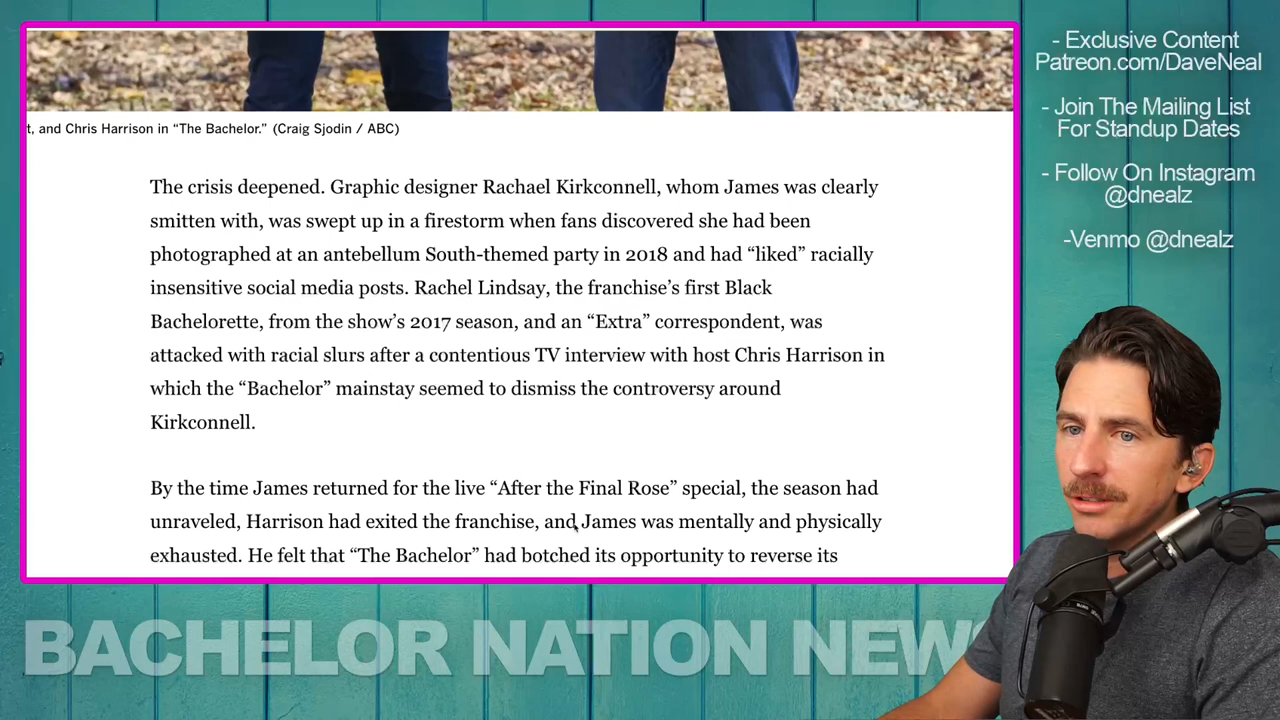 t, and Chris Harrison in “The Bachelor.” (Craig Sjodin / ABC)
The crisis deepened. Graphic designer Rachael Kirkconnell, whom James was clearly
smitten with, was swept up in a firestorm when fans discovered she had been
photographed at an antebellum South-themed party in 2018 and had “liked” racially
insensitive social media posts. Rachel Lindsay, the franchise’s first Black
Bachelorette, from the show’s 2017 season, and an “Extra” correspondent, was
attacked with racial slurs after a contentious TV interview with host Chris Harrison in
which the “Bachelor” mainstay seemed to dismiss the controversy around
Kirkconnell.
By the time James returned for the live “After the Final Rose” special, the season had
unraveled, Harrison had exited the franchise, and James was mentally and physically
exhausted. He felt that “The Bachelor” had botched its opportunity to reverse its
- Exclusive Content
Patreon.com/DaveNeal
- Join The Mailing List
For Standup Dates
- Follow On Instagram
@dnealz
-Venmo @dnealz
BACHELOR NATION NEWS